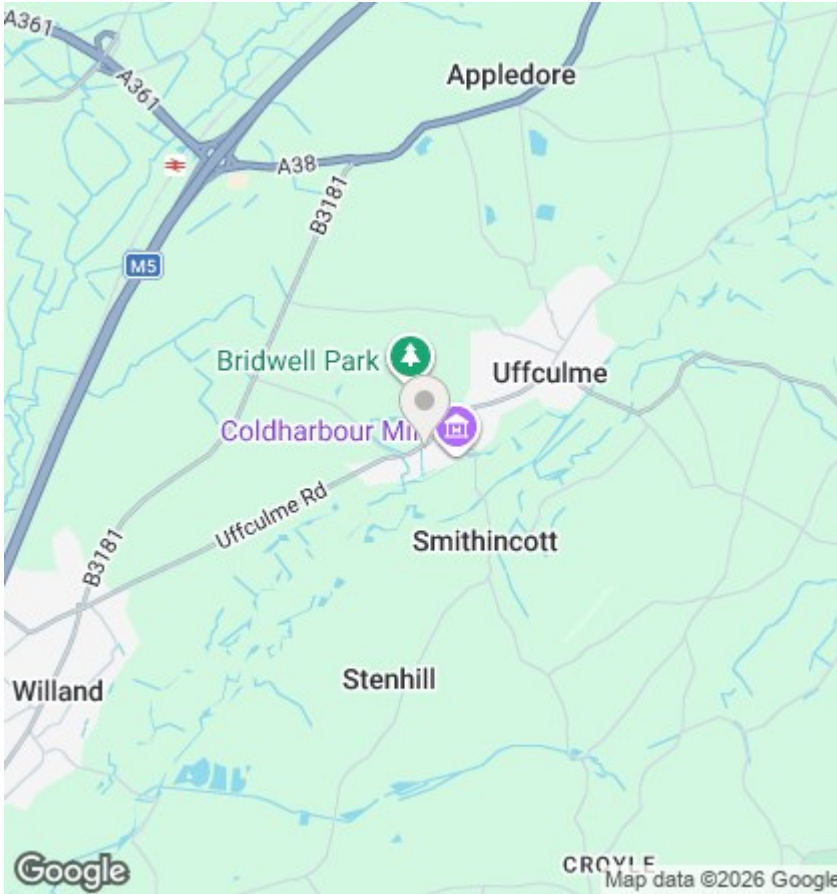 A361
A361
Appledore
A38
B3181
M5
Bridwell Park
Uffculme
Coldharbour Mil
Uffculme Rd
Smithincott
B3181
Stenhill
Willand
CROYLE
Google
Map data ©2026 Google